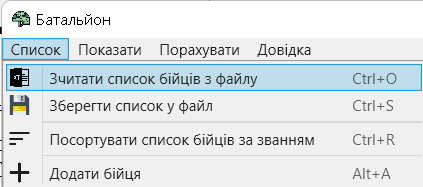 Батальйон
Список Показати Порахувати Довідка
Зчитати список бійців з файлу Ctrl+O
Зберегти список у файл Ctrl+S
Посортувати список бійців за званням Ctrl+R
Додати бійця Alt+A